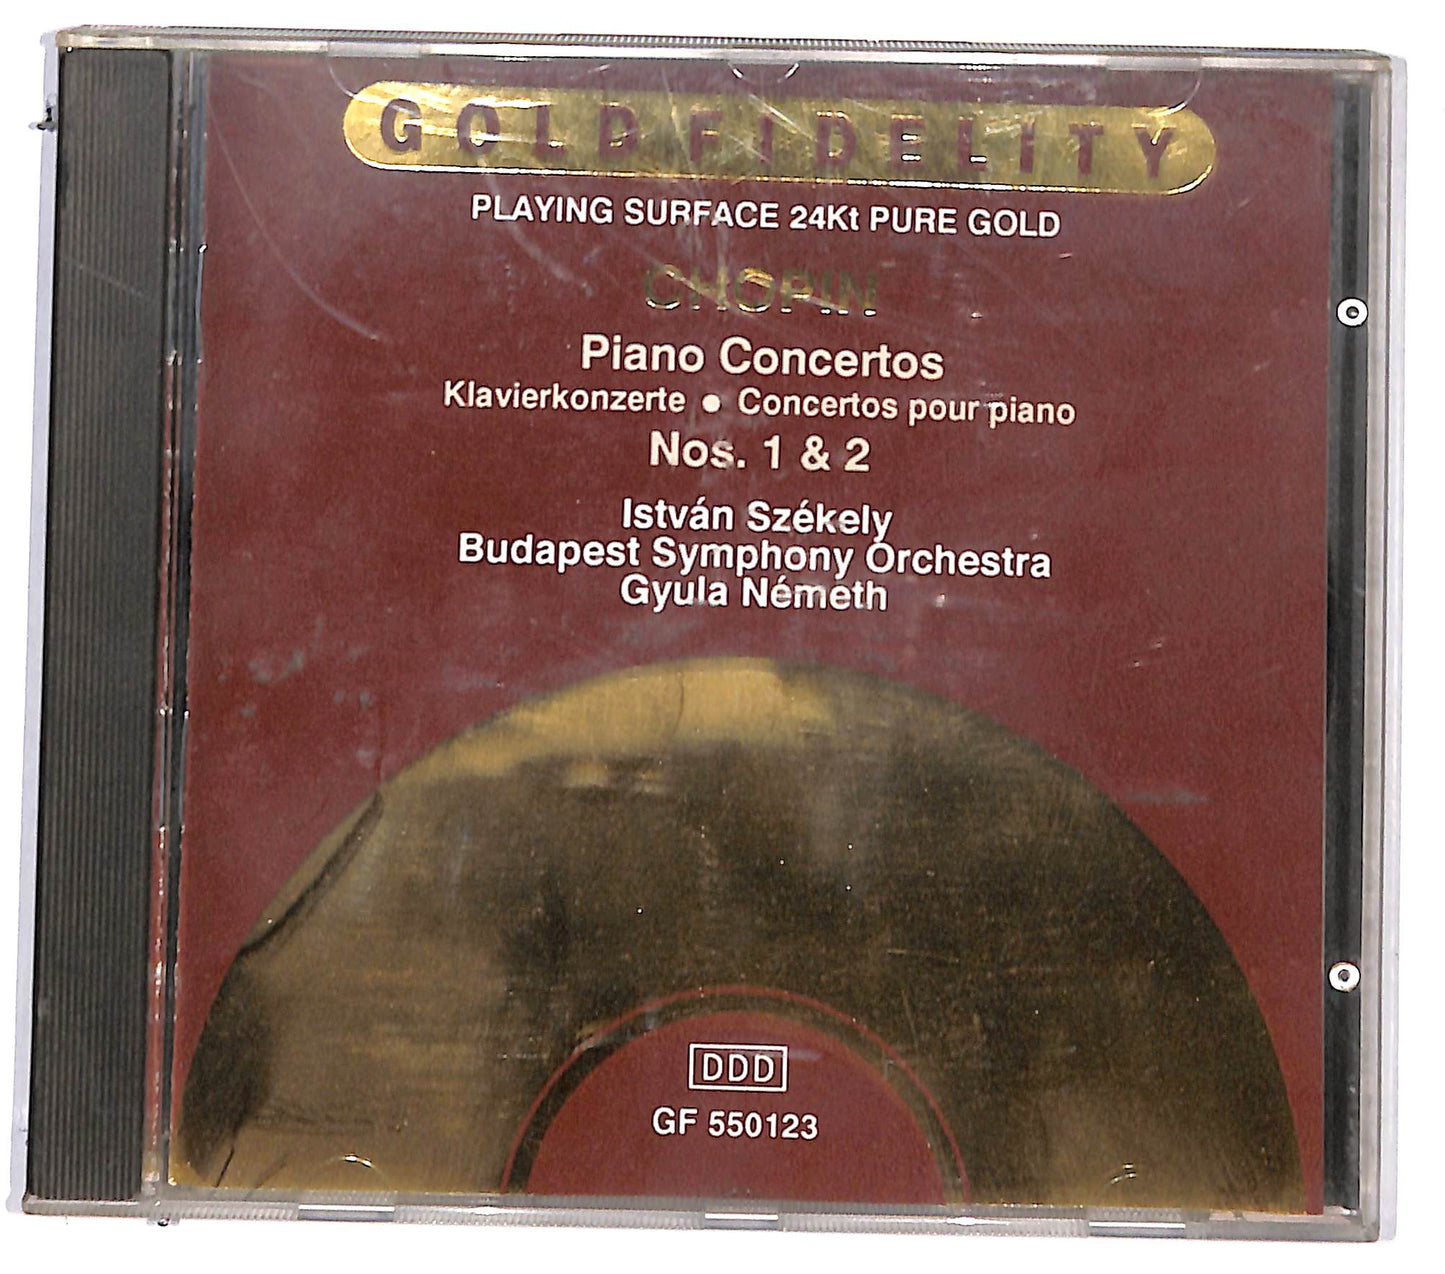 GOLD FIDELITY
PLAYING SURFACE 24Kt PURE GOLD
CHOPIN
Piano Concertos
Klavierkonzerte • Concertos pour piano
Nos. 1 & 2
István Székely
Budapest Symphony Orchestra
Gyula Németh
DDD
GF 550123